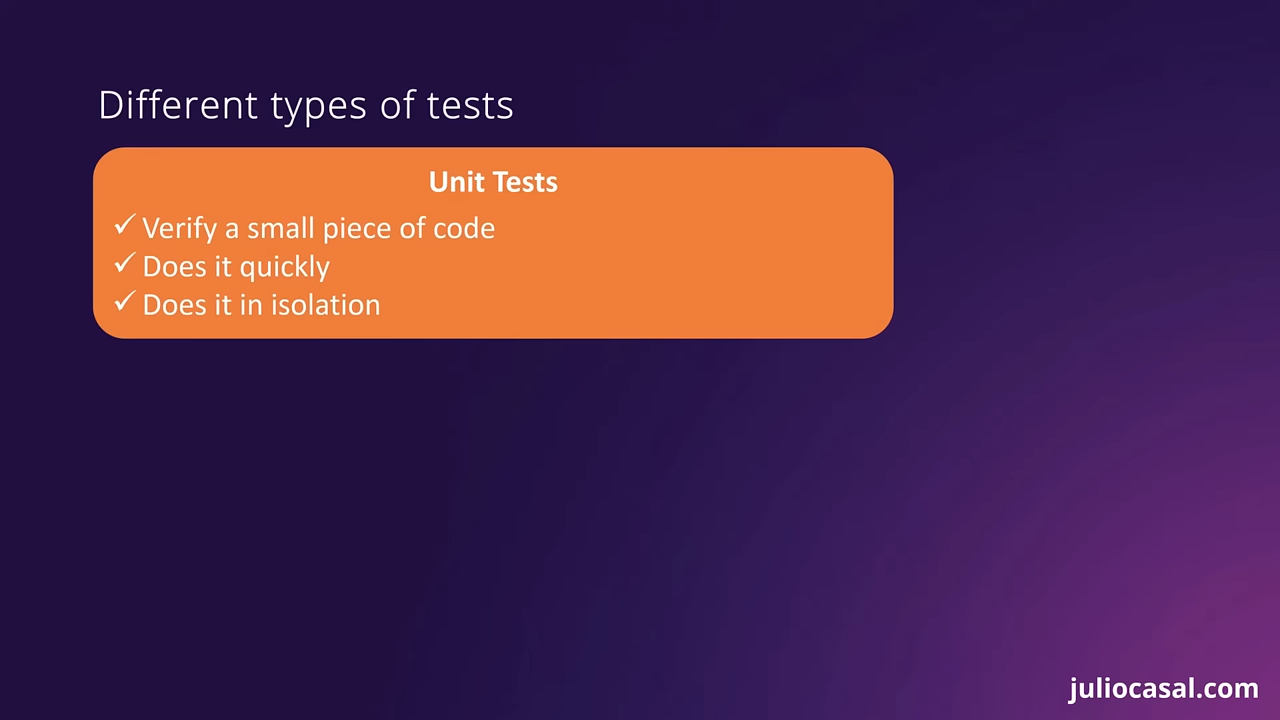 Different types of tests
Unit Tests
✓ Verify a small piece of code
✓ Does it quickly
✓ Does it in isolation
juliocasal.com